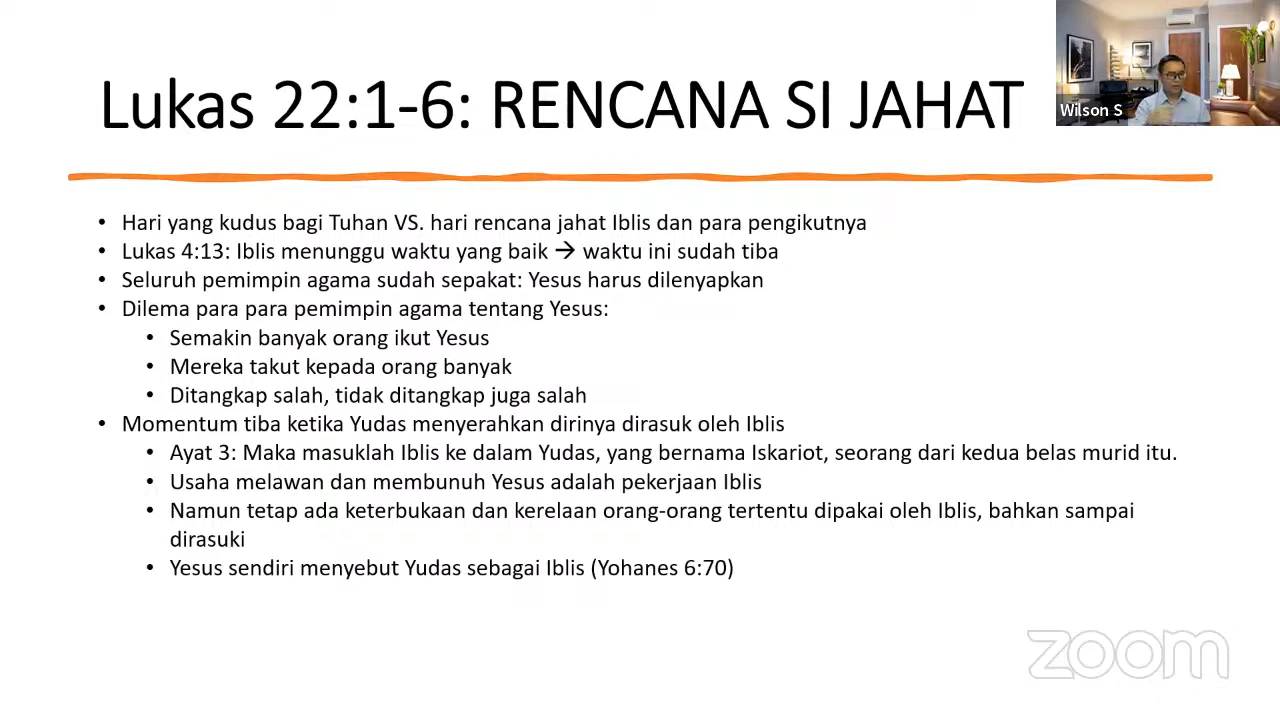 Lukas 22:1-6: RENCANA SI JAHAT
Wilson S
• Hari yang kudus bagi Tuhan VS. hari rencana jahat Iblis dan para pengikutnya
• Lukas 4:13: Iblis menunggu waktu yang baik → waktu ini sudah tiba
• Seluruh pemimpin agama sudah sepakat: Yesus harus dilenyapkan
• Dilema para para pemimpin agama tentang Yesus:
• Semakin banyak orang ikut Yesus
• Mereka takut kepada orang banyak
• Ditangkap salah, tidak ditangkap juga salah
• Momentum tiba ketika Yudas menyerahkan dirinya dirasuk oleh Iblis
• Ayat 3: Maka masuklah Iblis ke dalam Yudas, yang bernama Iskariot, seorang dari kedua belas murid itu.
• Usaha melawan dan membunuh Yesus adalah pekerjaan Iblis
• Namun tetap ada keterbukaan dan kerelaan orang-orang tertentu dipakai oleh Iblis, bahkan sampai
dirasuki
• Yesus sendiri menyebut Yudas sebagai Iblis (Yohanes 6:70)
zoom